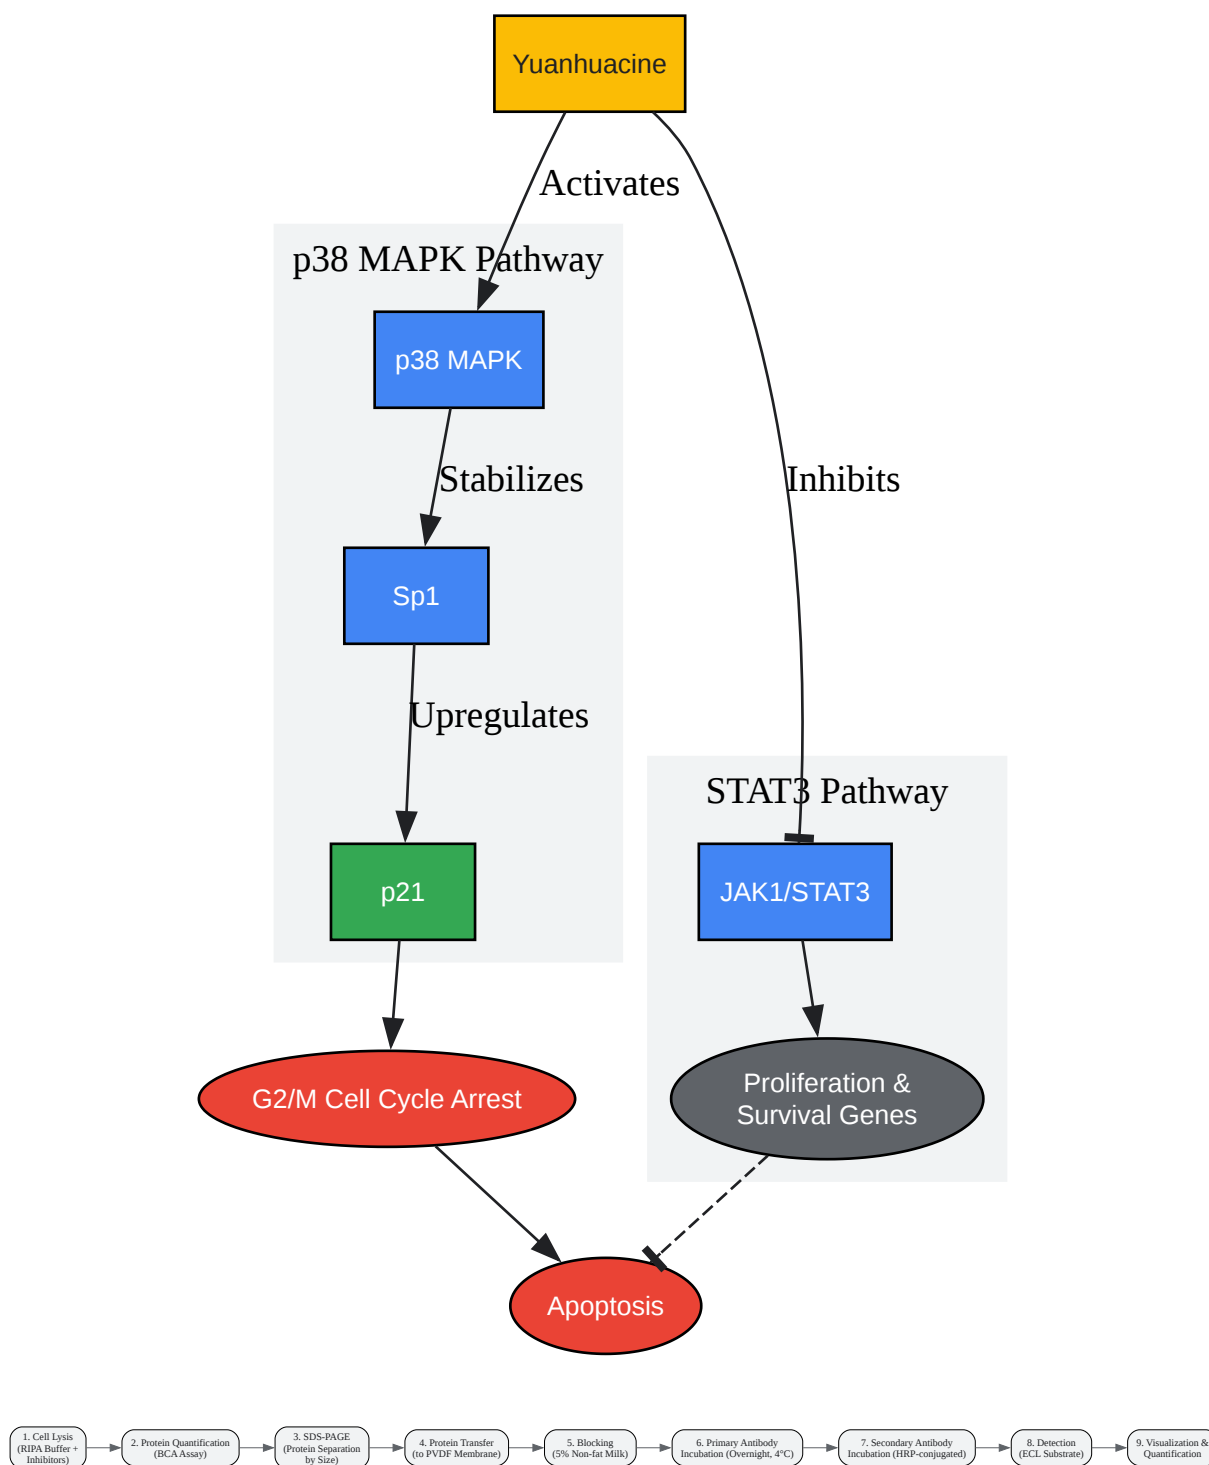 Yuanhuacine
Activates
p38 MAPK Pathway
p38 MAPK
Stabilizes
Inhibits
Sp1
Upregulates
STAT3 Pathway
p21
JAK1/STAT3
G2/M Cell Cycle Arrest
Proliferation &
Survival Genes
Apoptosis
1. Cell Lysis
(RIPA Buffer +
Inhibitors)
2. Protein Quantification
(BCA Assay)
3. SDS-PAGE
(Protein Separation
by Size)
4. Protein Transfer
(to PVDF Membrane)
5. Blocking
(5% Non-fat Milk)
6. Primary Antibody
Incubation (Overnight, 4°C)
7. Secondary Antibody
Incubation (HRP-conjugated)
8. Detection
(ECL Substrate)
9. Visualization &
Quantification